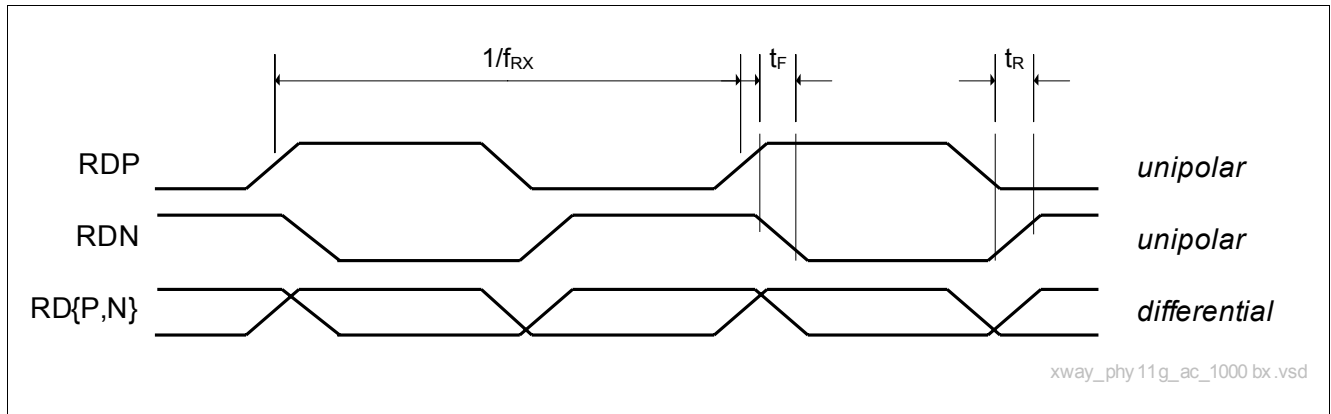 1/fRX
tF
tR
RDP
unipolar
RDN
unipolar
RD{P,N}
differential
xway_phy11g_ac_1000bx.vsd